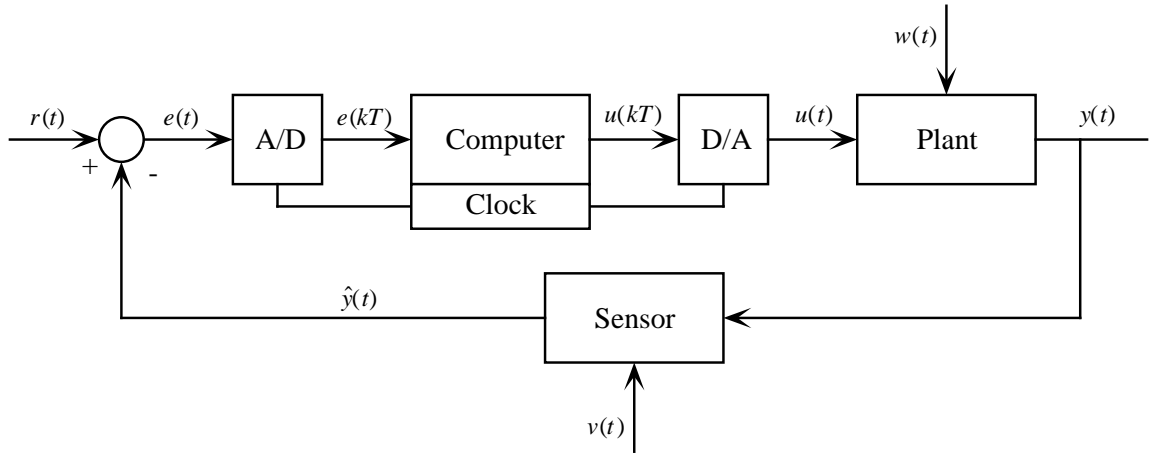 w(t)
r(t)
e(t)
A/D
e(kT)
Computer
u(kT)
D/A
u(t)
Plant
y(t)
+
-
Clock
ŷ(t)
Sensor
v(t)